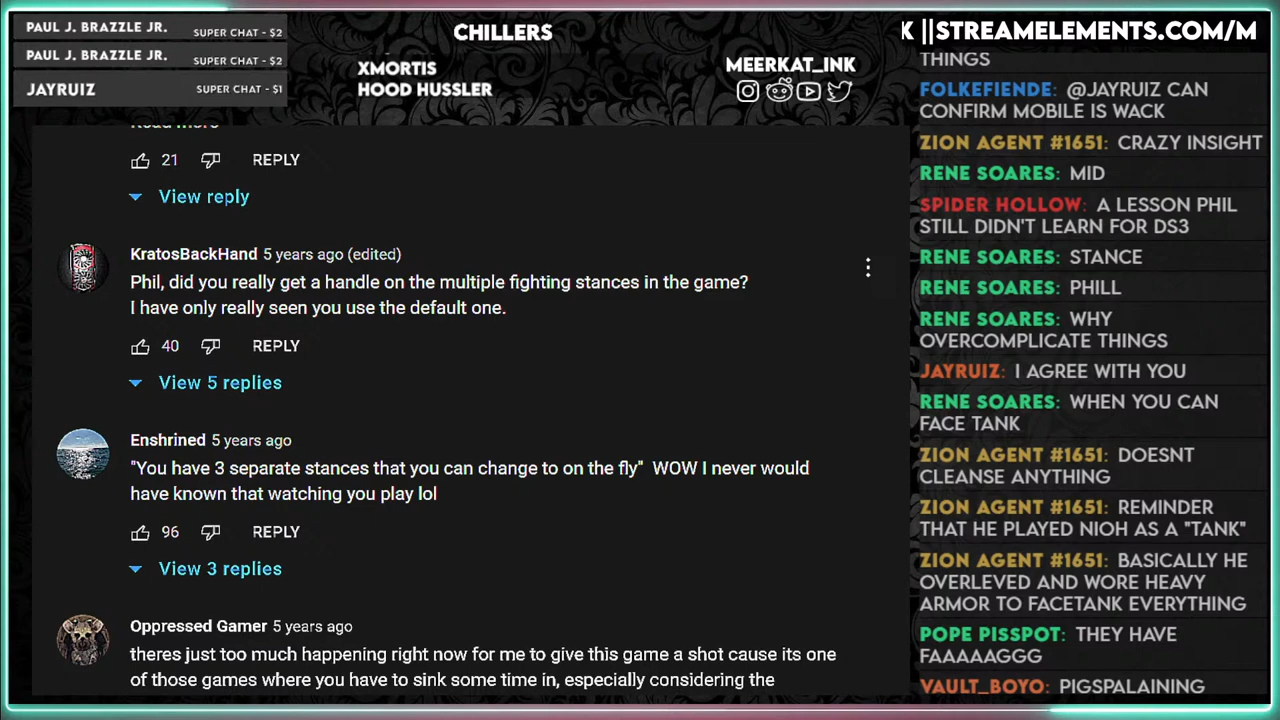 PAUL J. BRAZZLE JR. SUPER CHAT - $2
PAUL J. BRAZZLE JR. SUPER CHAT - $2
JAYRUIZ SUPER CHAT - $1
CHILLERS
XMORTIS
HOOD HUSSLER
MEERKAT_INK
K ||STREAMELEMENTS.COM/M
Read more
21 REPLY
View reply
KratosBackHand 5 years ago (edited)
Phil, did you really get a handle on the multiple fighting stances in the game?
I have only really seen you use the default one.
40 REPLY
View 5 replies
Enshrined 5 years ago
"You have 3 separate stances that you can change to on the fly"  WOW I never would
have known that watching you play lol
96 REPLY
View 3 replies
Oppressed Gamer 5 years ago
theres just too much happening right now for me to give this game a shot cause its one
of those games where you have to sink some time in, especially considering the
THINGS
FOLKEFIENDE: @JAYRUIZ CAN
CONFIRM MOBILE IS WACK
ZION AGENT #1651: CRAZY INSIGHT
RENE SOARES: MID
SPIDER HOLLOW: A LESSON PHIL
STILL DIDN'T LEARN FOR DS3
RENE SOARES: STANCE
RENE SOARES: PHILL
RENE SOARES: WHY
OVERCOMPLICATE THINGS
JAYRUIZ: I AGREE WITH YOU
RENE SOARES: WHEN YOU CAN
FACE TANK
ZION AGENT #1651: DOESNT
CLEANSE ANYTHING
ZION AGENT #1651: REMINDER
THAT HE PLAYED NIOH AS A "TANK"
ZION AGENT #1651: BASICALLY HE
OVERLEVED AND WORE HEAVY
ARMOR TO FACETANK EVERYTHING
POPE PISSPOT: THEY HAVE
FAAAAAGGG
VAULT_BOYO: PIGSPALAINING